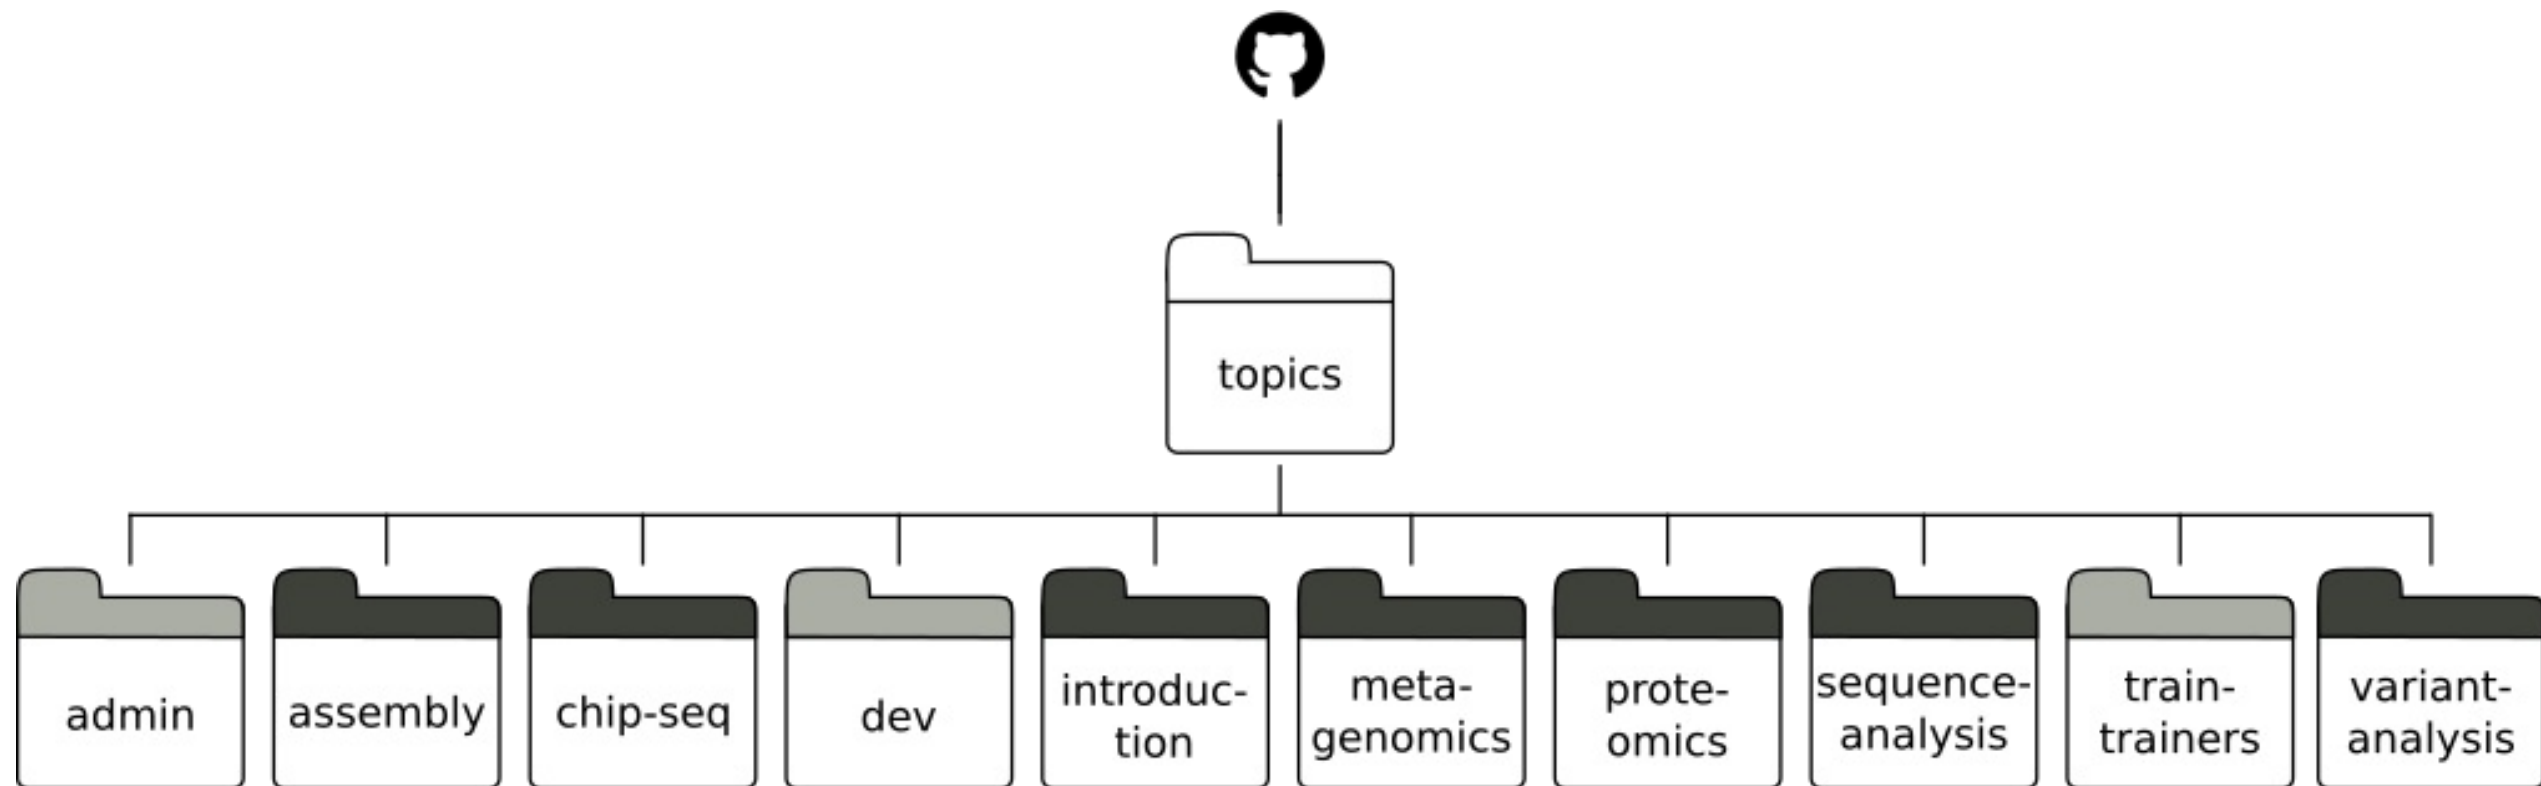 topics
admin
assembly
chip-seq
dev
introduc-
tion
meta-
genomics
prote-
omics
sequence-
analysis
train-
trainers
variant-
analysis